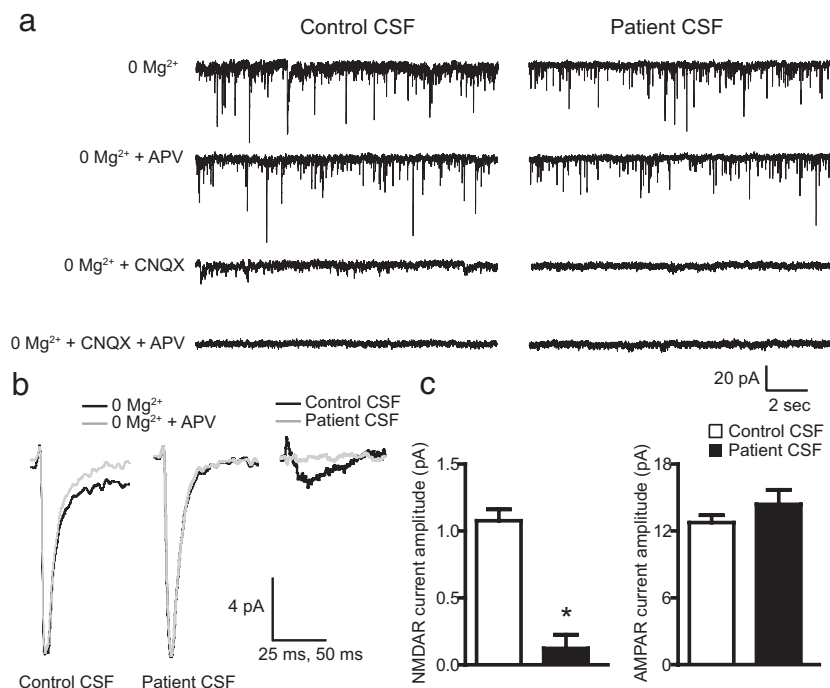 a
Control CSF
Patient CSF
0 Mg²⁺
0 Mg²⁺ + APV
0 Mg²⁺ + CNQX
0 Mg²⁺ + CNQX + APV
20 pA
2 sec
b
0 Mg²⁺
0 Mg²⁺ + APV
Control CSF
Patient CSF
4 pA
25 ms, 50 ms
Control CSF
Patient CSF
c
Control CSF
Patient CSF
NMDAR current amplitude (pA)
1.5
1.0
0.5
0.0
*
AMPAR current amplitude (pA)
18
12
6
0